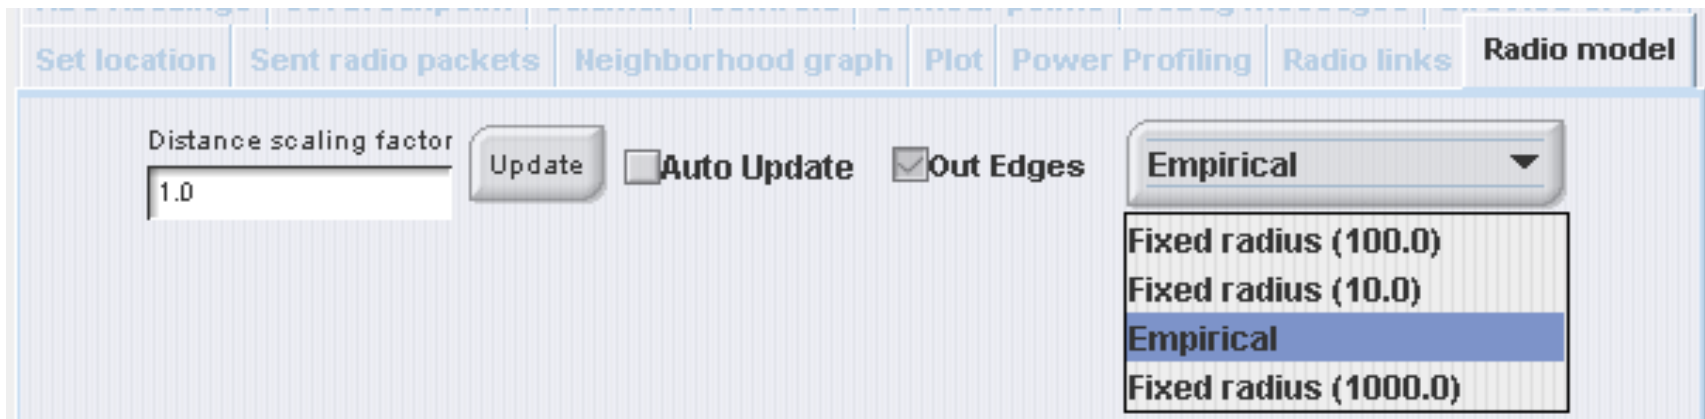 Set location Sent radio packets Neighborhood graph Plot Power Profiling Radio links Radio model
Distance scaling factor
1.0
Update
Auto Update
Out Edges
Empirical
Fixed radius (100.0)
Fixed radius (10.0)
Empirical
Fixed radius (1000.0)